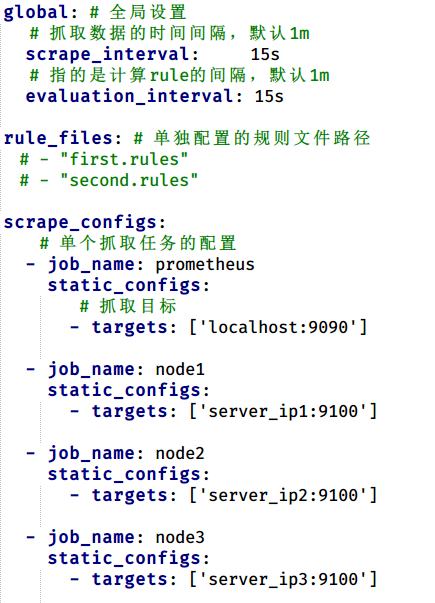 global: # 全局设置
  # 抓取数据的时间间隔，默认1m
  scrape_interval:     15s
  # 指的是计算rule的间隔，默认1m
  evaluation_interval: 15s

rule_files: # 单独配置的规则文件路径
  # - "first.rules"
  # - "second.rules"

scrape_configs:
    # 单个抓取任务的配置
  - job_name: prometheus
    static_configs:
       # 抓取目标
      - targets: ['localhost:9090']

  - job_name: node1
    static_configs:
      - targets: ['server_ip1:9100']

  - job_name: node2
    static_configs:
      - targets: ['server_ip2:9100']

  - job_name: node3
    static_configs:
      - targets: ['server_ip3:9100']